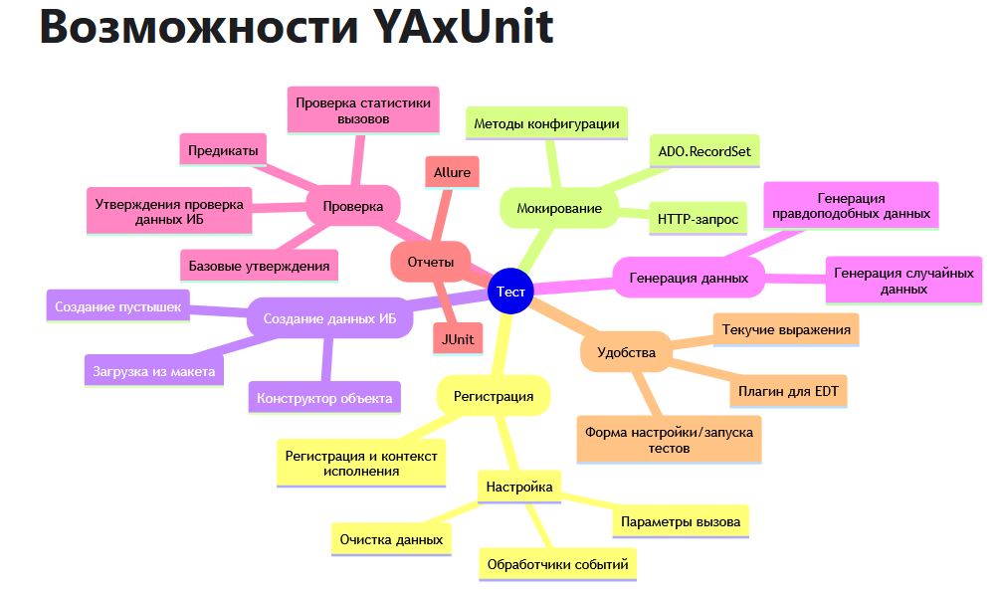 Возможности YAxUnit
Проверка статистики
вызовов
Предикаты
Утверждения проверка
данных ИБ
Проверка
Базовые утверждения
Allure
Отчеты
JUnit
Методы конфигурации
ADO.RecordSet
Мокирование
HTTP-запрос
Генерация
правдоподобных данных
Генерация данных
Генерация случайных
данных
Тест
Создание пустышек
Создание данных ИБ
Загрузка из макета
Конструктор объекта
Текучие выражения
Удобства
Плагин для EDT
Форма настройки/запуска
тестов
Регистрация
Регистрация и контекст
исполнения
Настройка
Параметры вызова
Очистка данных
Обработчики событий